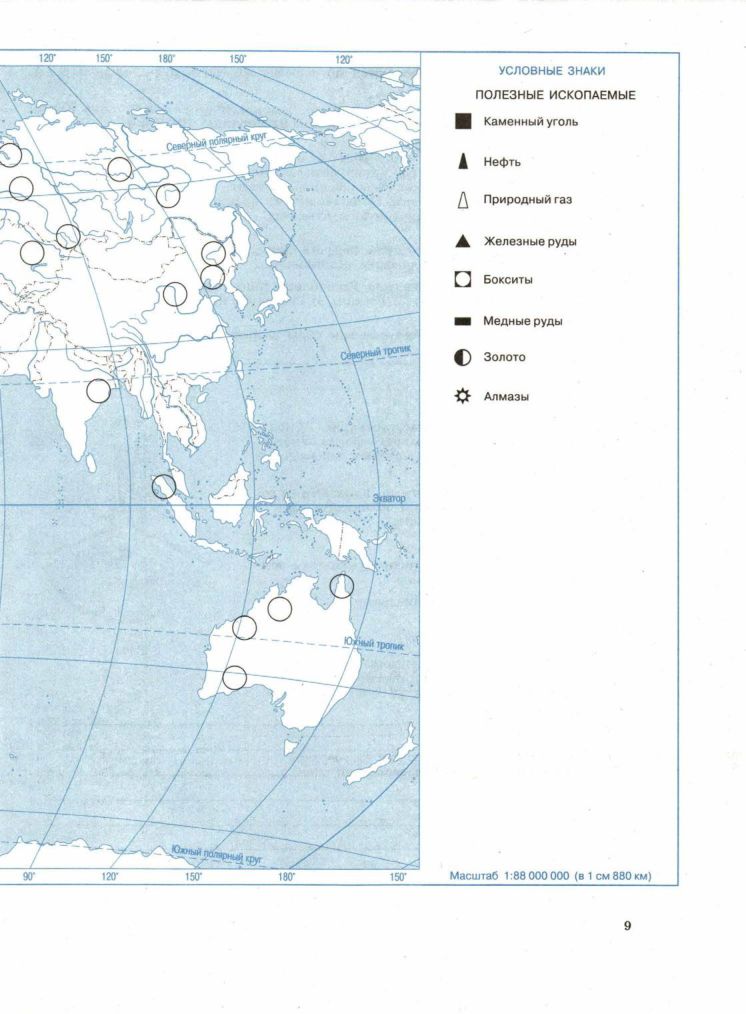 120° 150° 180° 150° 120°
УСЛОВНЫЕ ЗНАКИ
ПОЛЕЗНЫЕ ИСКОПАЕМЫЕ
Каменный уголь
Нефть
Природный газ
Железные руды
Бокситы
Медные руды
Золото
Алмазы
Северный полярный круг
Северный тропик
Экватор
Южный тропик
Южный полярный круг
90° 120° 150° 180° 150°
Масштаб 1:88 000 000 (в 1 см 880 км)
9